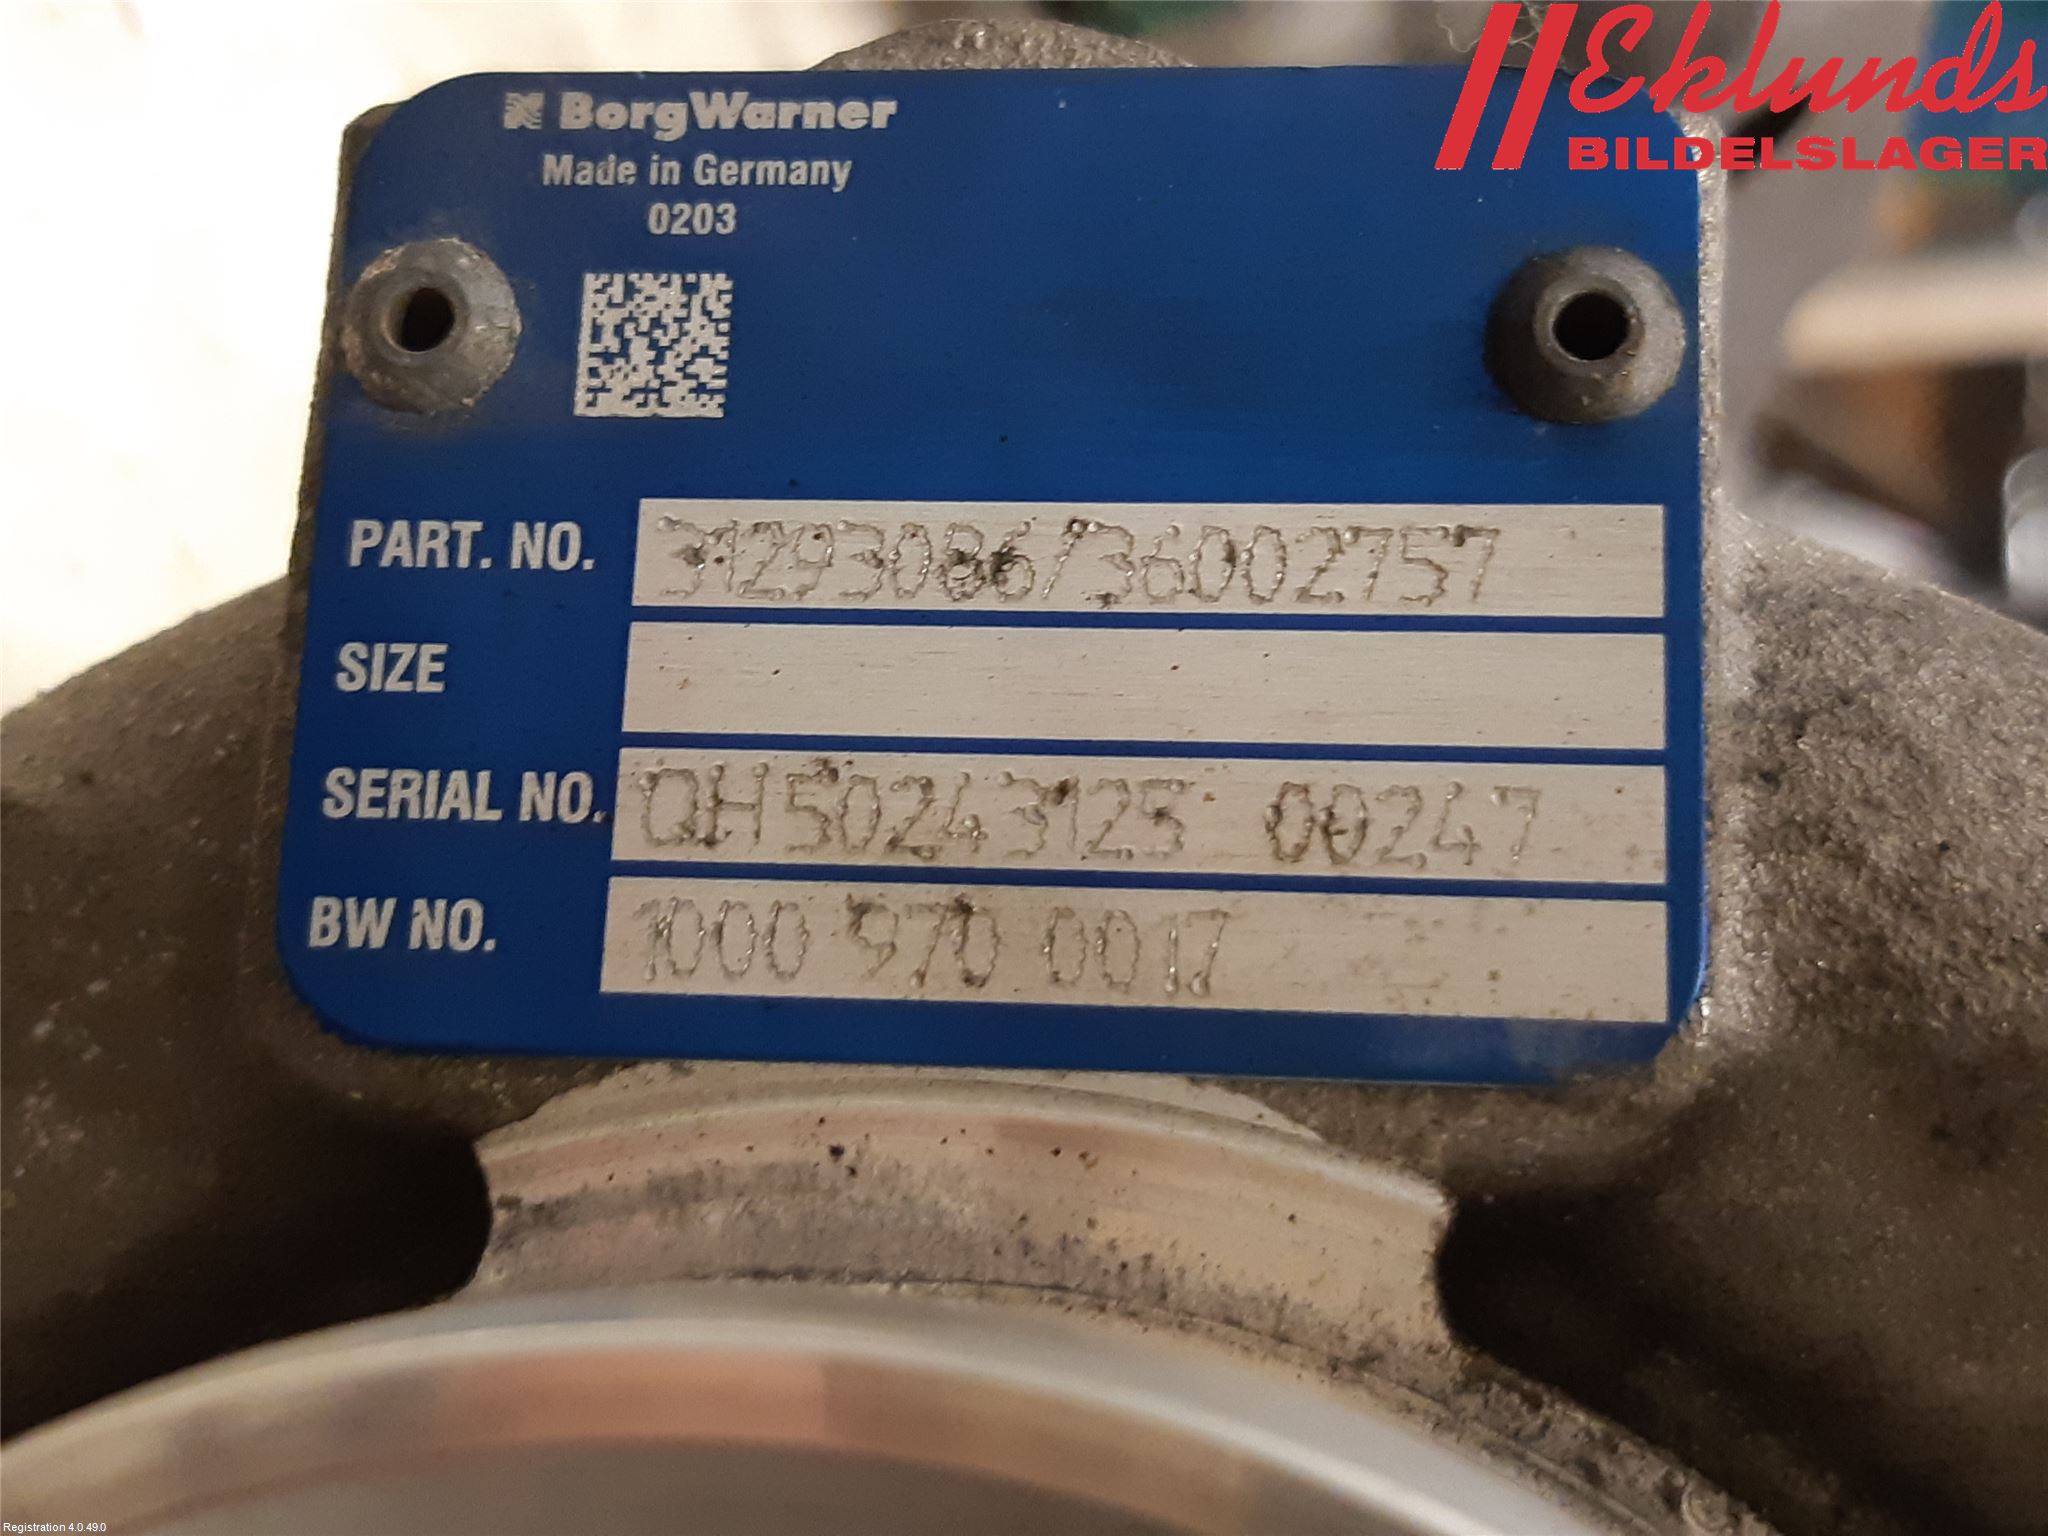 Eklunds
BILDELSLAGER
BorgWarner
Made in Germany
0203
PART. NO. 31293086/36002757
SIZE
SERIAL NO. QH50243125 00247
BW NO. 1000 970 0017
Registration 4.0.49.0